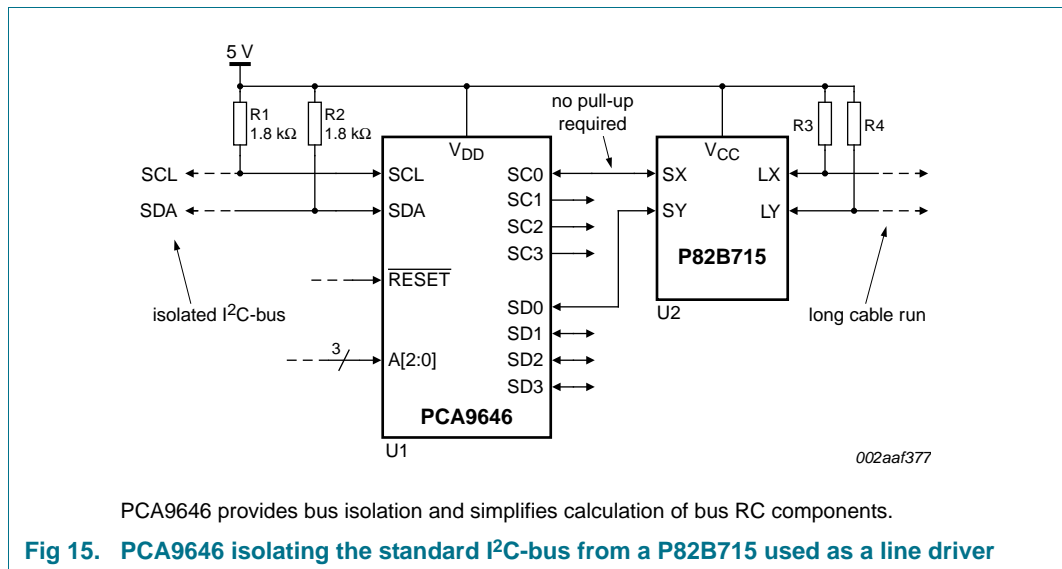 5 V
R1
1.8 kΩ
R2
1.8 kΩ
no pull-up
required
R3
R4
VDD
VCC
SCL
SCL
SC0
SX
LX
SDA
SDA
SC1
SY
LY
SC2
SC3
P82B715
RESET
isolated I2C-bus
SD0
U2
long cable run
SD1
3
A[2:0]
SD2
SD3
PCA9646
U1
002aaf377
PCA9646 provides bus isolation and simplifies calculation of bus RC components.
Fig 15. PCA9646 isolating the standard I2C-bus from a P82B715 used as a line driver